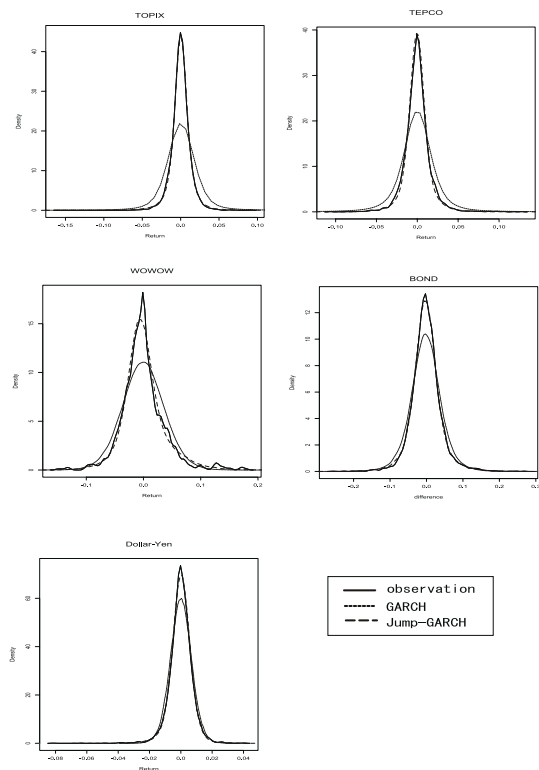 TOPIX
Density
0 10 20 30 40
-0.15 -0.10 -0.05 0.0 0.05 0.10
Return
TEPCO
Density
0 10 20 30 40
-0.10 -0.05 0.0 0.05 0.10
Return
WOWOW
Density
0 5 10 15
-0.1 0.0 0.1 0.2
Return
BOND
Density
0 2 4 6 8 10 12
-0.2 -0.1 0.0 0.1 0.2 0.3
difference
Dollar-Yen
Density
0 20 40 60
-0.08 -0.06 -0.04 -0.02 0.0 0.02 0.04
Return
observation
GARCH
Jump-GARCH